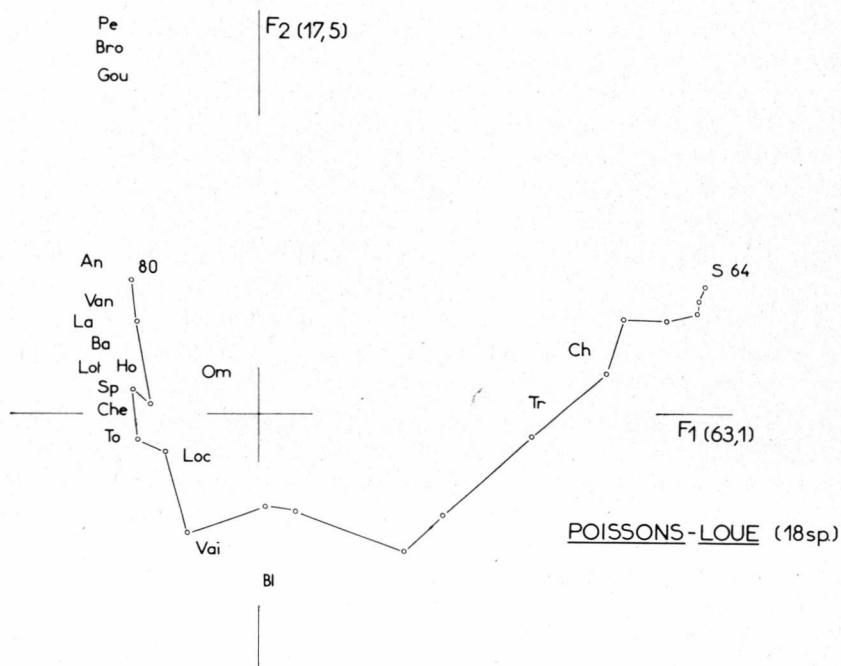 Pe
F2 (17,5)
Bro
Gou
An
80
S 64
Van
La
Ba
Ch
Lot Ho
Om
Sp
Tr
Che
F1 (63,1)
To
Loc
POISSONS-LOUE (18sp.)
Vai
Bl